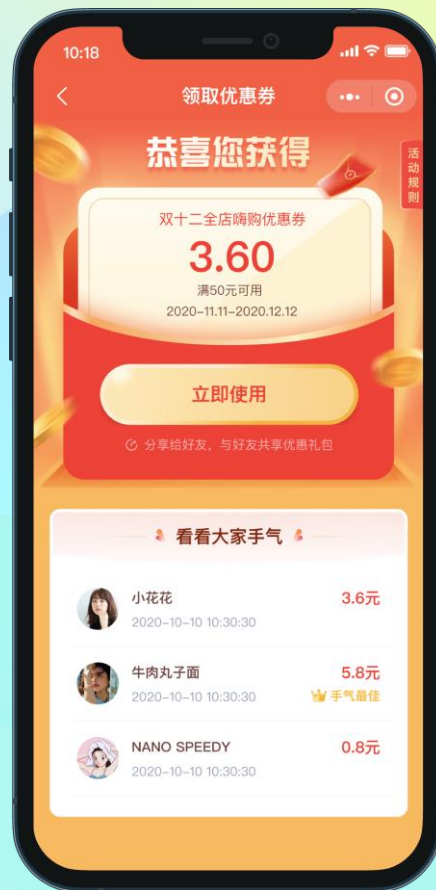 10:18
领取优惠券
恭喜您获得
活动规则
双十二全店嗨购优惠券
3.60
满50元可用
2020-11.11-2020.12.12
立即使用
分享给好友，与好友共享优惠礼包
看看大家手气
小花花
3.6元
2020-10-10 10:30:30
牛肉丸子面
5.8元
2020-10-10 10:30:30
手气最佳
NANO SPEEDY
0.8元
2020-10-10 10:30:30